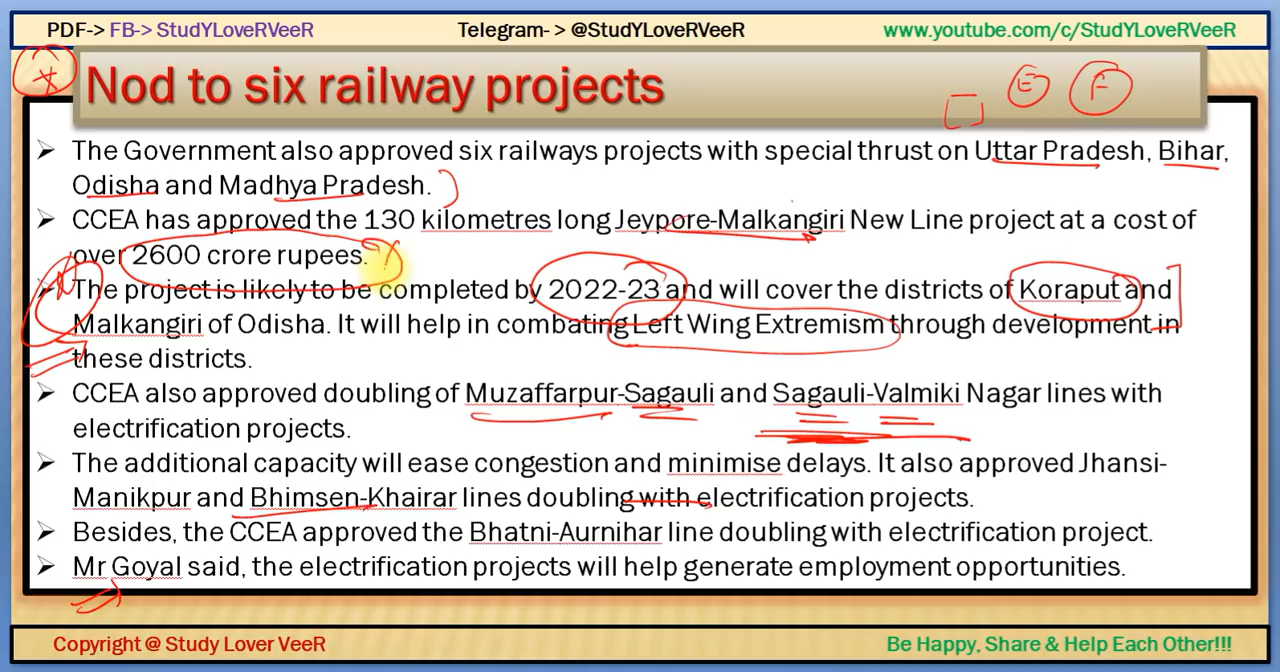 PDF-> FB-> StudYLoveRVeeR Telegram- > @StudYLoveRVeeR www.youtube.com/c/StudYLoveRVeeR
Nod to six railway projects E F
The Government also approved six railways projects with special thrust on Uttar Pradesh, Bihar,
Odisha and Madhya Pradesh.
CCEA has approved the 130 kilometres long Jeypore-Malkangiri New Line project at a cost of
over 2600 crore rupees.
The project is likely to be completed by 2022-23 and will cover the districts of Koraput and
Malkangiri of Odisha. It will help in combating Left Wing Extremism through development in
these districts.
CCEA also approved doubling of Muzaffarpur-Sagauli and Sagauli-Valmiki Nagar lines with
electrification projects.
The additional capacity will ease congestion and minimise delays. It also approved Jhansi-
Manikpur and Bhimsen-Khairar lines doubling with electrification projects.
Besides, the CCEA approved the Bhatni-Aurnihar line doubling with electrification project.
Mr Goyal said, the electrification projects will help generate employment opportunities.
Copyright @ Study Lover VeeR Be Happy, Share & Help Each Other!!!